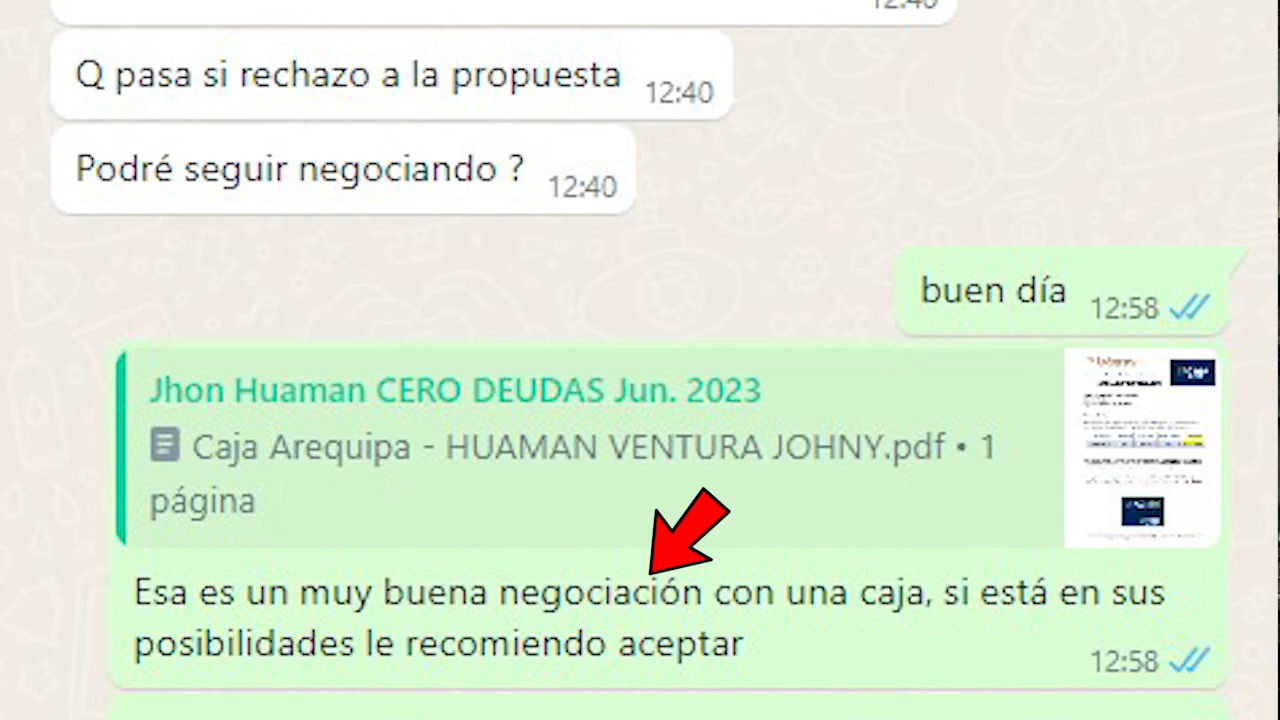 12:40
Q pasa si rechazo a la propuesta 12:40
Podré seguir negociando ? 12:40
buen día 12:58
Jhon Huaman CERO DEUDAS Jun. 2023
Caja Arequipa - HUAMAN VENTURA JOHNY.pdf • 1
página
Esa es un muy buena negociación con una caja, si está en sus
posibilidades le recomiendo aceptar
12:58